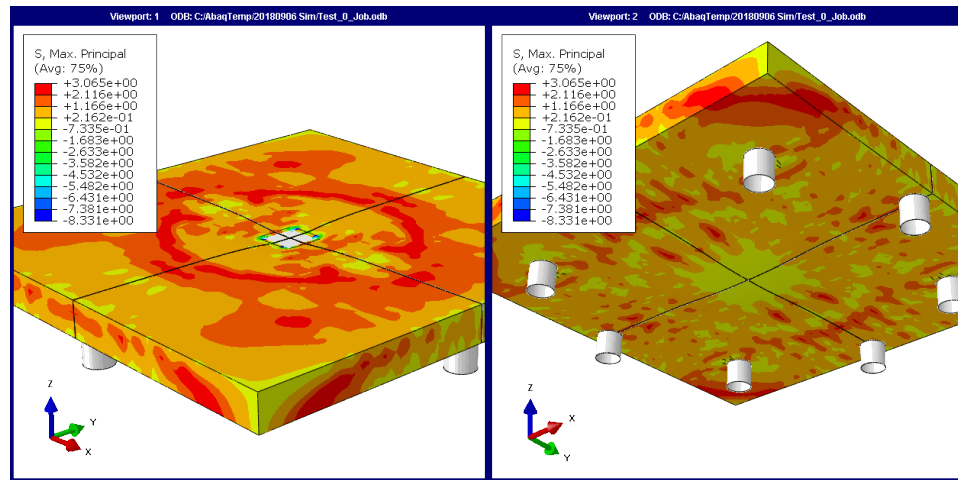 Viewport: 1 ODB: C:/AbaqTemp/20180906 Sim/Test_0_Job.odb
S, Max. Principal
(Avg: 75%)
+3.065e+00
+2.116e+00
+1.166e+00
+2.162e-01
-7.335e-01
-1.683e+00
-2.633e+00
-3.582e+00
-4.532e+00
-5.482e+00
-6.431e+00
-7.381e+00
-8.331e+00
Z
Y
X
Viewport: 2 ODB: C:/AbaqTemp/20180906 Sim/Test_0_Job.odb
S, Max. Principal
(Avg: 75%)
+3.065e+00
+2.116e+00
+1.166e+00
+2.162e-01
-7.335e-01
-1.683e+00
-2.633e+00
-3.582e+00
-4.532e+00
-5.482e+00
-6.431e+00
-7.381e+00
-8.331e+00
Z
X
Y